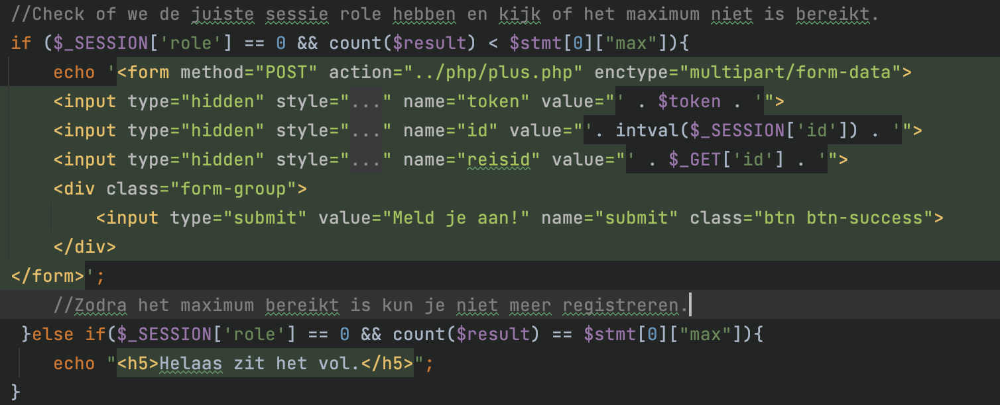 //Check of we de juiste sessie role hebben en kijk of het maximum niet is bereikt.
if ($_SESSION['role'] == 0 && count($result) < $stmt[0]["max"]){
    echo '<form method="POST" action="../php/plus.php" enctype="multipart/form-data">
    <input type="hidden" style="..." name="token" value="' . $token . '">
    <input type="hidden" style="..." name="id" value="'. intval($_SESSION['id']) . '">
    <input type="hidden" style="..." name="reisid" value="' . $_GET['id'] . '">
    <div class="form-group">
        <input type="submit" value="Meld je aan!" name="submit" class="btn btn-success">
    </div>
</form>';
    //Zodra het maximum bereikt is kun je niet meer registreren.
 }else if($_SESSION['role'] == 0 && count($result) == $stmt[0]["max"]){
    echo "<h5>Helaas zit het vol.</h5>";
}